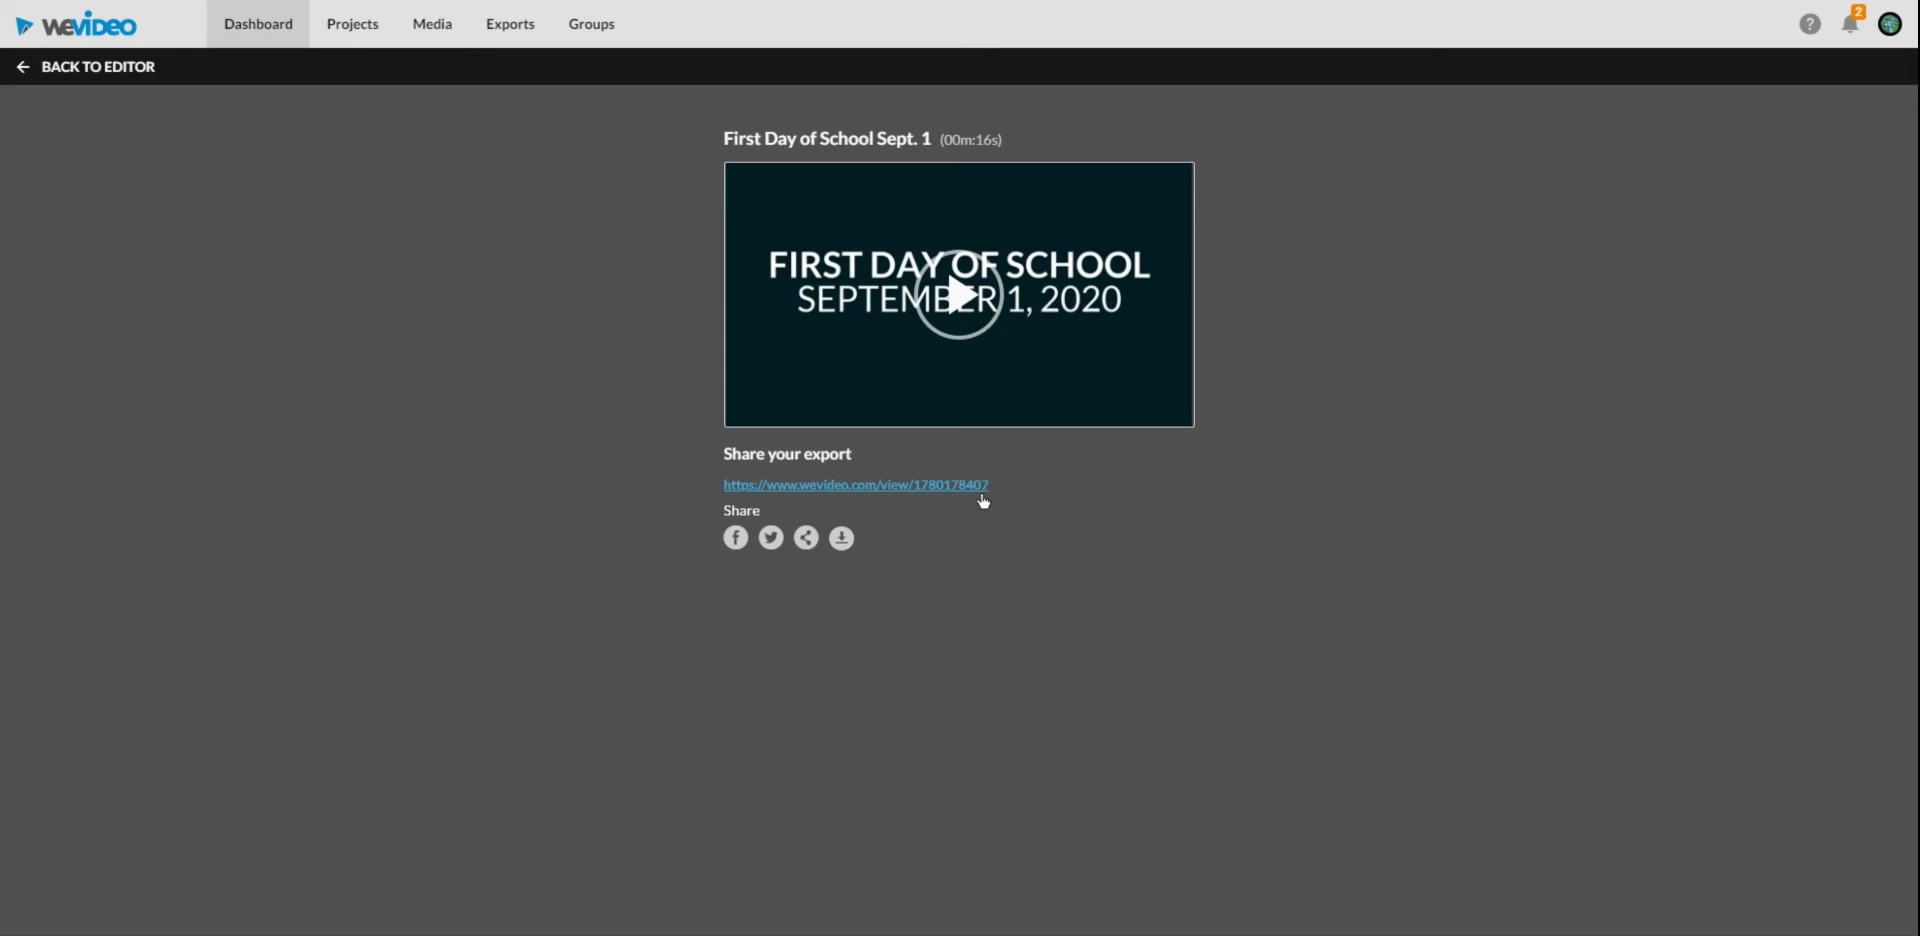 WEVIDEO Dashboard Projects Media Exports Groups ? 2
← BACK TO EDITOR
First Day of School Sept. 1 (00m:16s)
FIRST DAY OF SCHOOL
SEPTEMBER 1, 2020
Share your export
https://www.wevideo.com/view/1780178407
Share